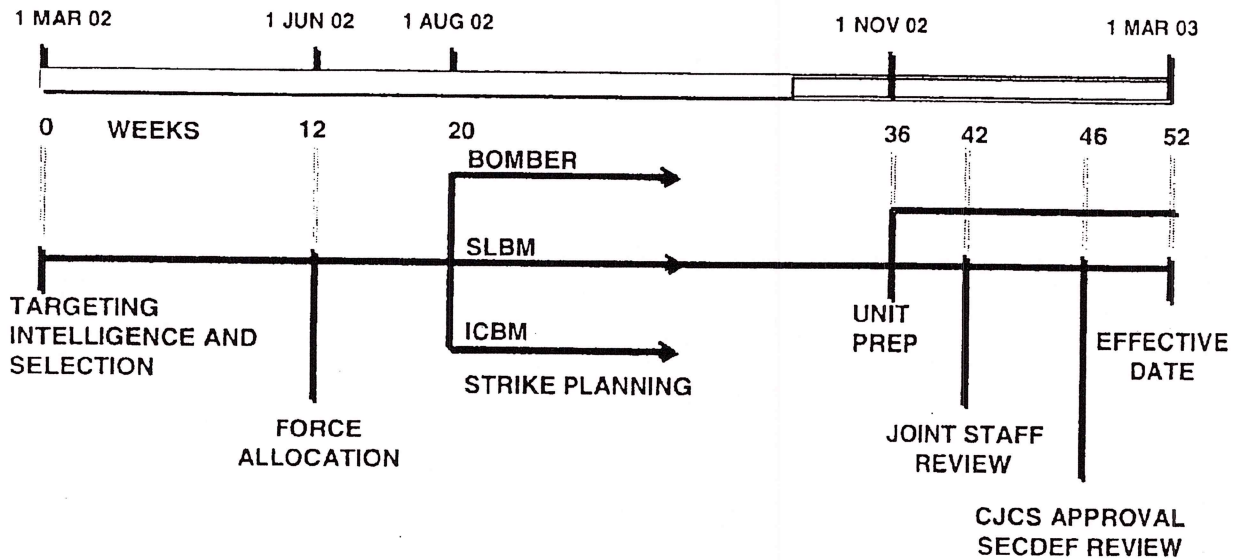 1 MAR 02
1 JUN 02
1 AUG 02
1 NOV 02
1 MAR 03
0 WEEKS 12 20 36 42 46 52
BOMBER
SLBM
ICBM
STRIKE PLANNING
TARGETING
INTELLIGENCE AND
SELECTION
FORCE
ALLOCATION
UNIT
PREP
JOINT STAFF
REVIEW
CJCS APPROVAL
SECDEF REVIEW
EFFECTIVE
DATE